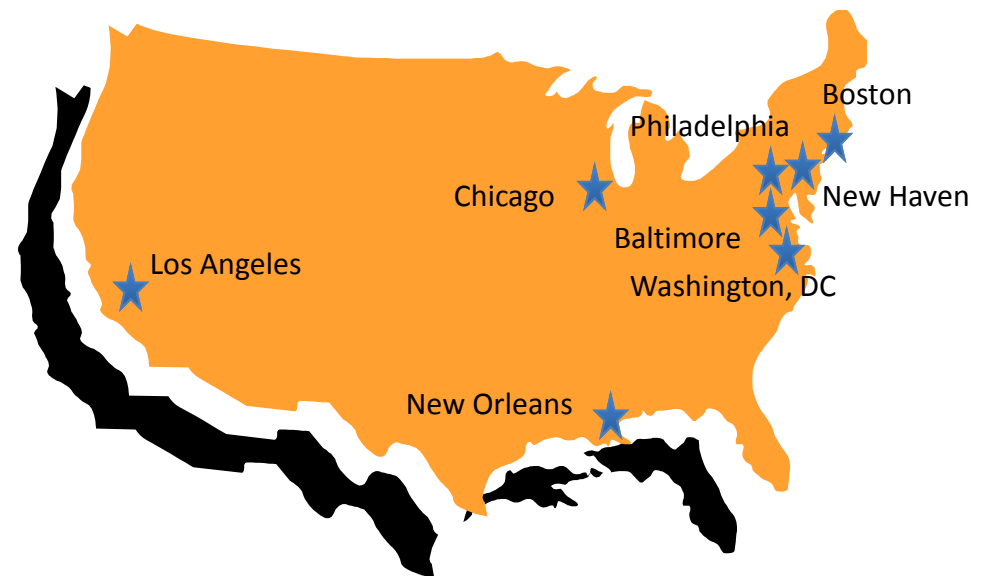 Boston
Philadelphia
Chicago
New Haven
Baltimore
Los Angeles
Washington, DC
New Orleans